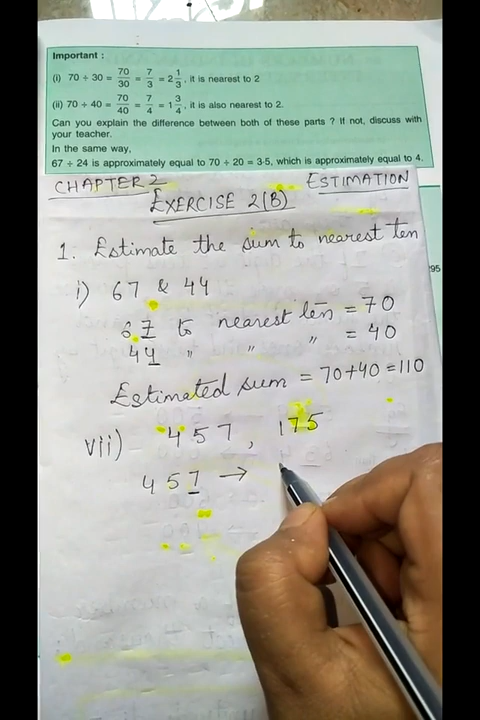 Important :
(i) 70 ÷ 30 = 70/30 = 7/3 = 2 1/3, it is nearest to 2
(ii) 70 ÷ 40 = 70/40 = 7/4 = 1 3/4, it is also nearest to 2.
Can you explain the difference between both of these parts ? If not, discuss with
your teacher.
In the same way,
67 ÷ 24 is approximately equal to 70 ÷ 20 = 3·5, which is approximately equal to 4.
CHAPTER 2 ESTIMATION
EXERCISE 2(B)
1. Estimate the sum to nearest ten
i) 67 & 44
67 to nearest ten = 70
44 " " " = 40
Estimated sum = 70+40 = 110
vii) 457, 175
457 →